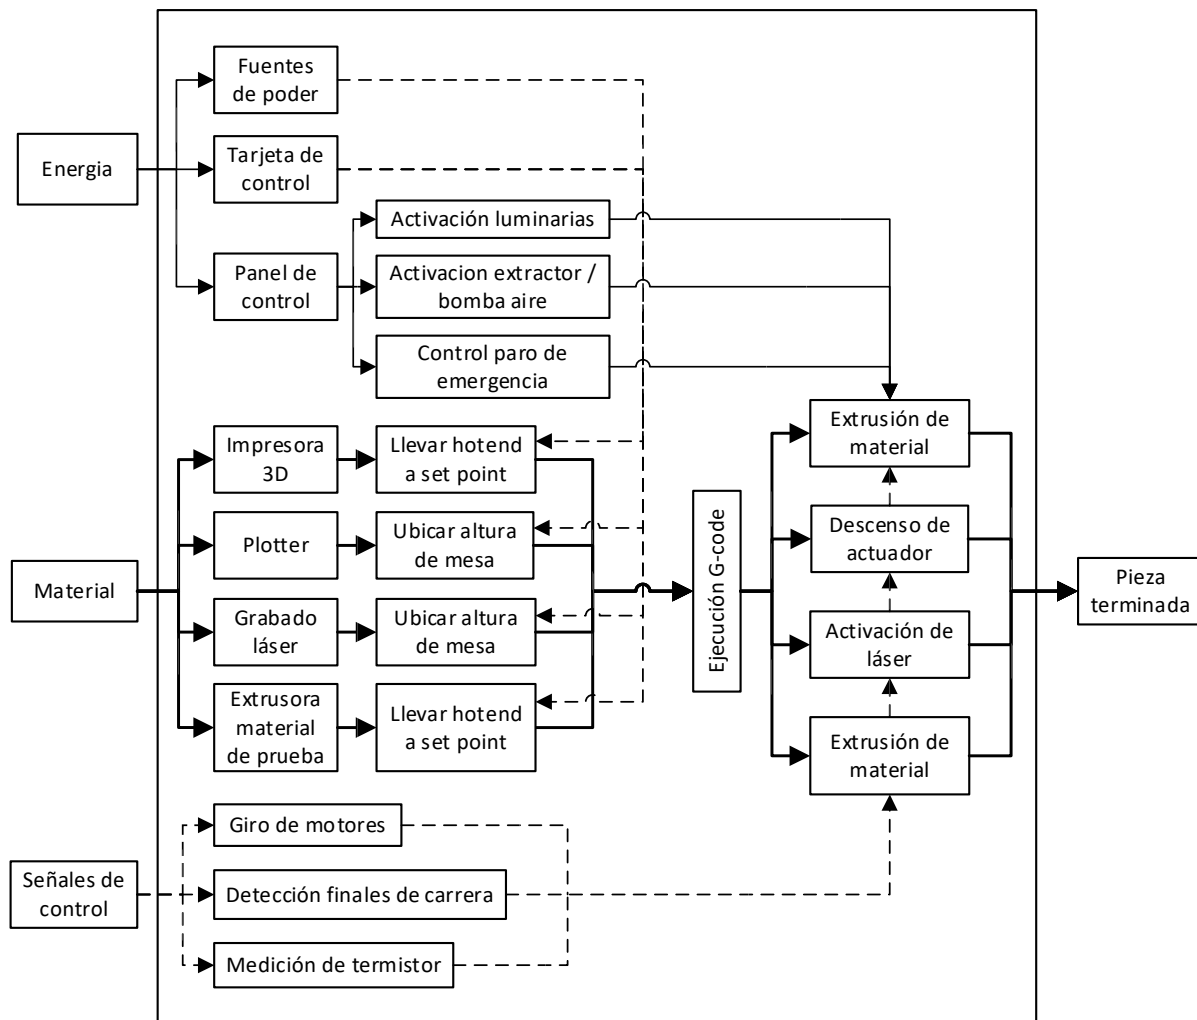 Fuentes
de poder
Energia
Tarjeta de
control
Panel de
control
Activación luminarias
Activacion extractor /
bomba aire
Control paro de
emergencia
Material
Impresora
3D
Llevar hotend
a set point
Plotter
Ubicar altura
de mesa
Grabado
láser
Ubicar altura
de mesa
Extrusora
material
de prueba
Llevar hotend
a set point
Ejecución G-code
Extrusión de
material
Descenso de
actuador
Activación de
láser
Extrusión de
material
Pieza
terminada
Señales de
control
Giro de motores
Detección finales de carrera
Medición de termistor